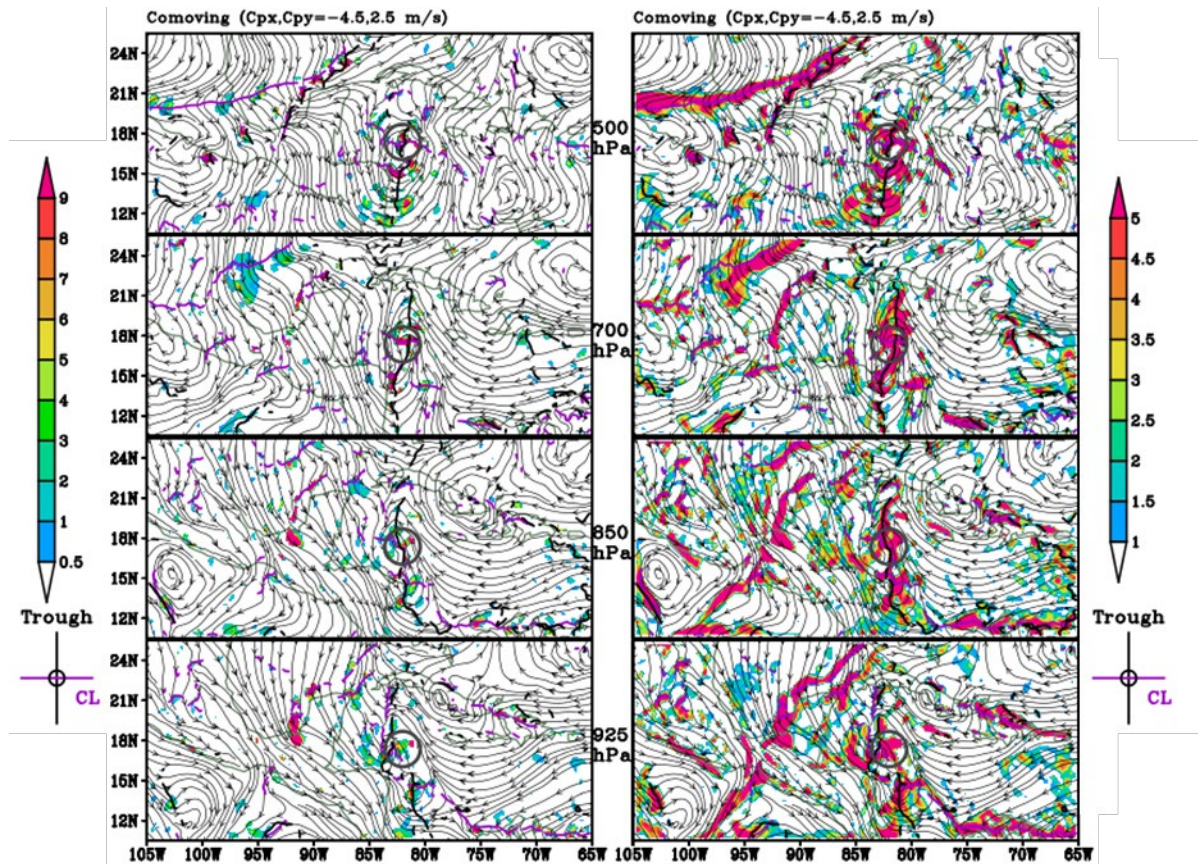 Comoving (Cpx,Cpy=-4.5,2.5 m/s)
Comoving (Cpx,Cpy=-4.5,2.5 m/s)
24N
21N
18N
15N
12N
500
hPa
24N
21N
18N
15N
12N
700
hPa
24N
21N
18N
15N
12N
850
hPa
24N
21N
18N
15N
12N
925
hPa
105W 100W 95W 90W 85W 80W 75W 70W 65W
105W 100W 95W 90W 85W 80W 75W 70W 65W
9
8
7
6
5
4
3
2
1
0.5
Trough
CL
5
4.5
4
3.5
3
2.5
2
1.5
1
Trough
CL